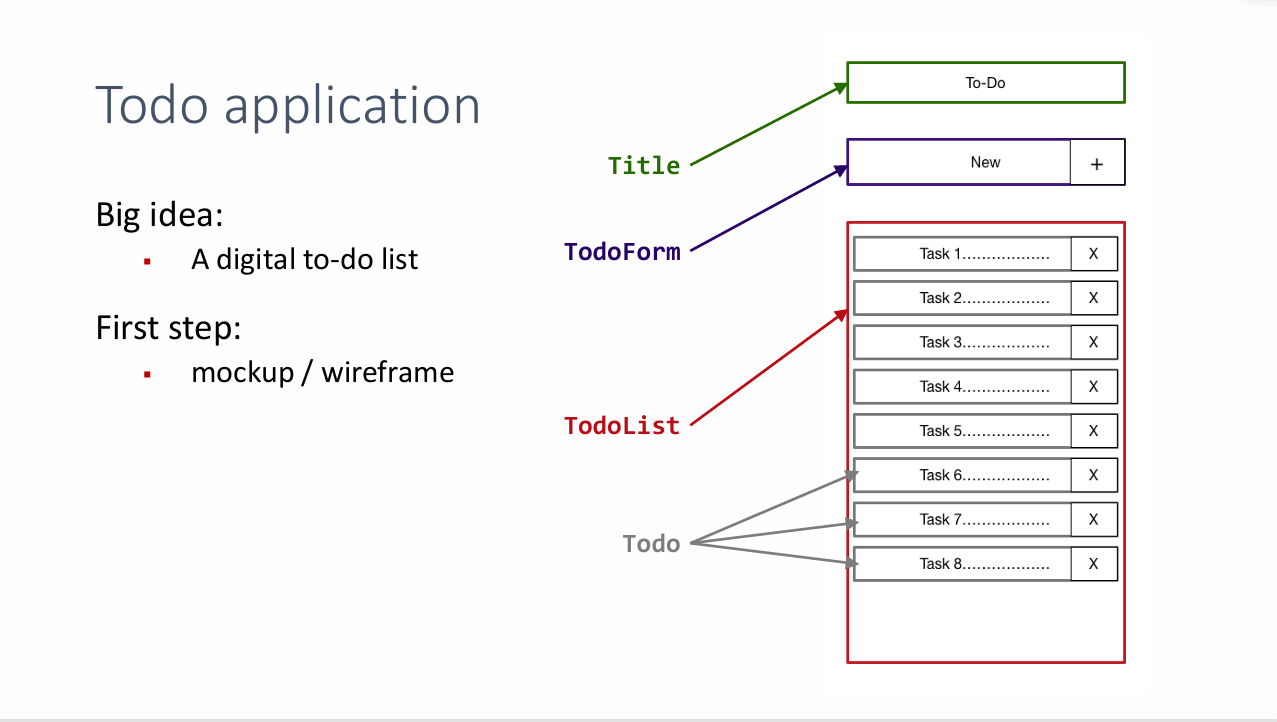 Todo application
Big idea:
▪ A digital to-do list
First step:
▪ mockup / wireframe
Title
TodoForm
TodoList
Todo
To-Do
New +
Task 1.................. X
Task 2.................. X
Task 3.................. X
Task 4.................. X
Task 5.................. X
Task 6.................. X
Task 7.................. X
Task 8.................. X